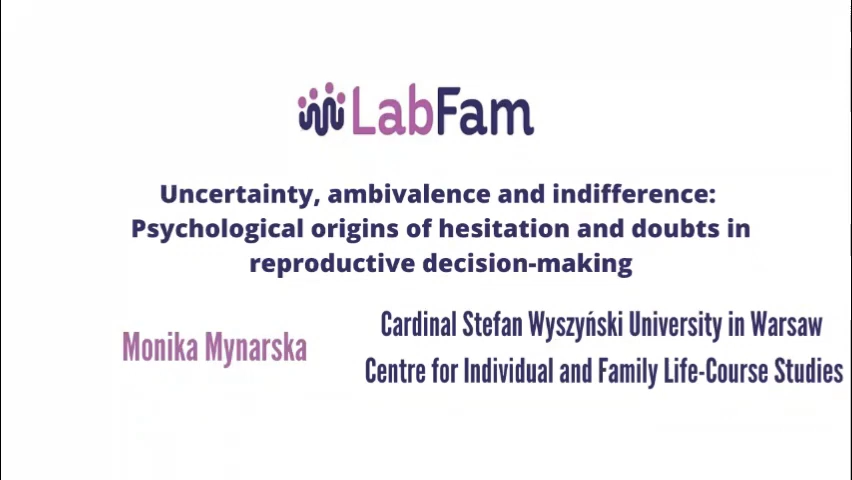 LabFam
Uncertainty, ambivalence and indifference:
Psychological origins of hesitation and doubts in
reproductive decision-making
Monika Mynarska
Cardinal Stefan Wyszyński University in Warsaw
Centre for Individual and Family Life-Course Studies